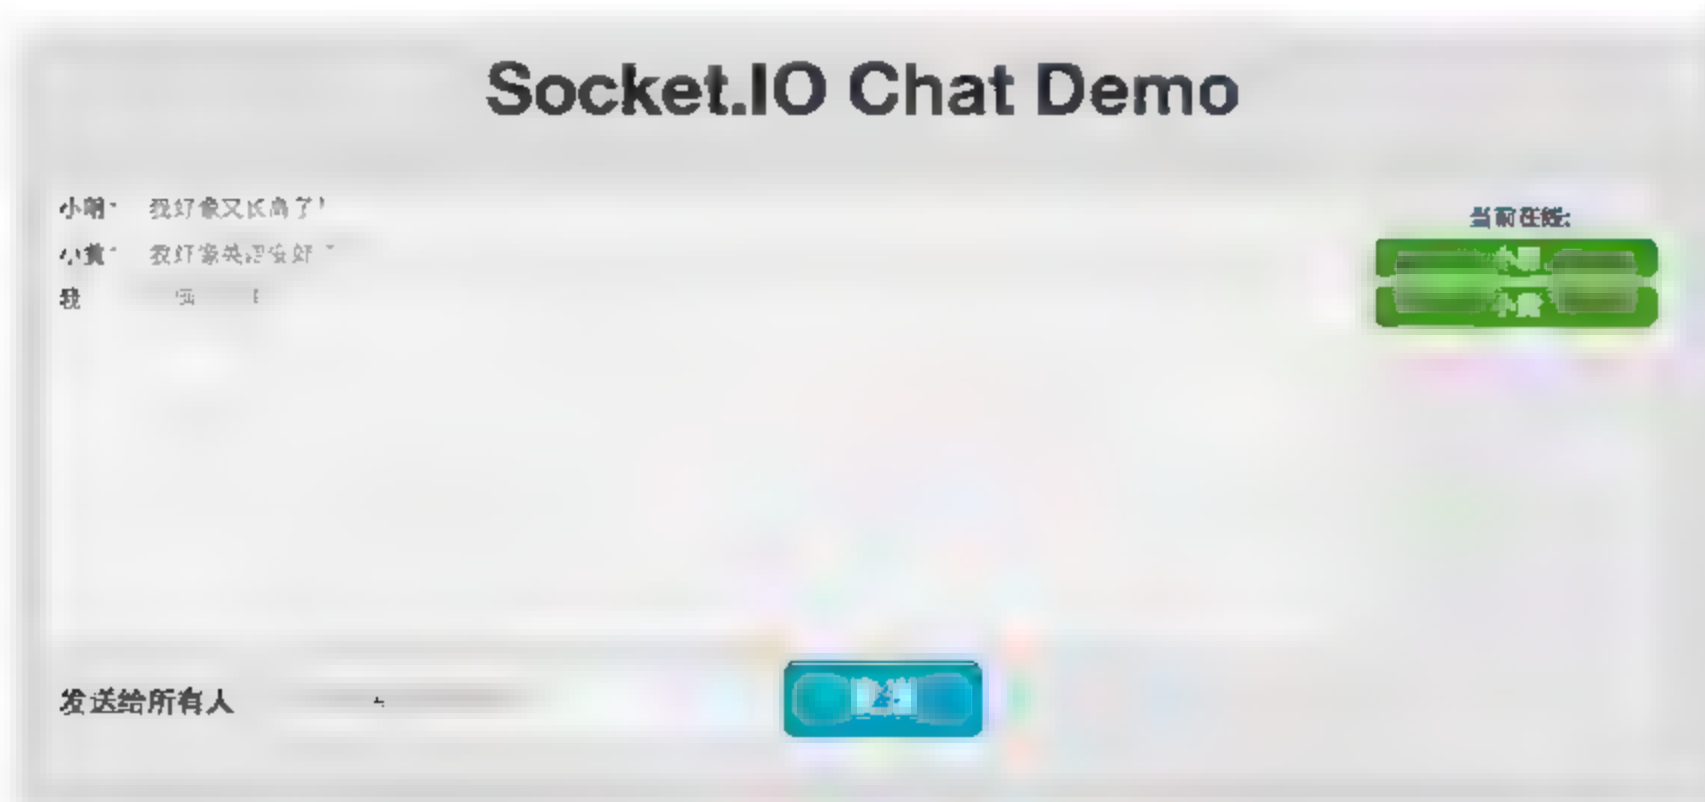 Socket.IO Chat Demo
小明: 我好像又长高了!
当前在线:
小黄: 我好像英语变好了
我
小明
小黄
发送给所有人